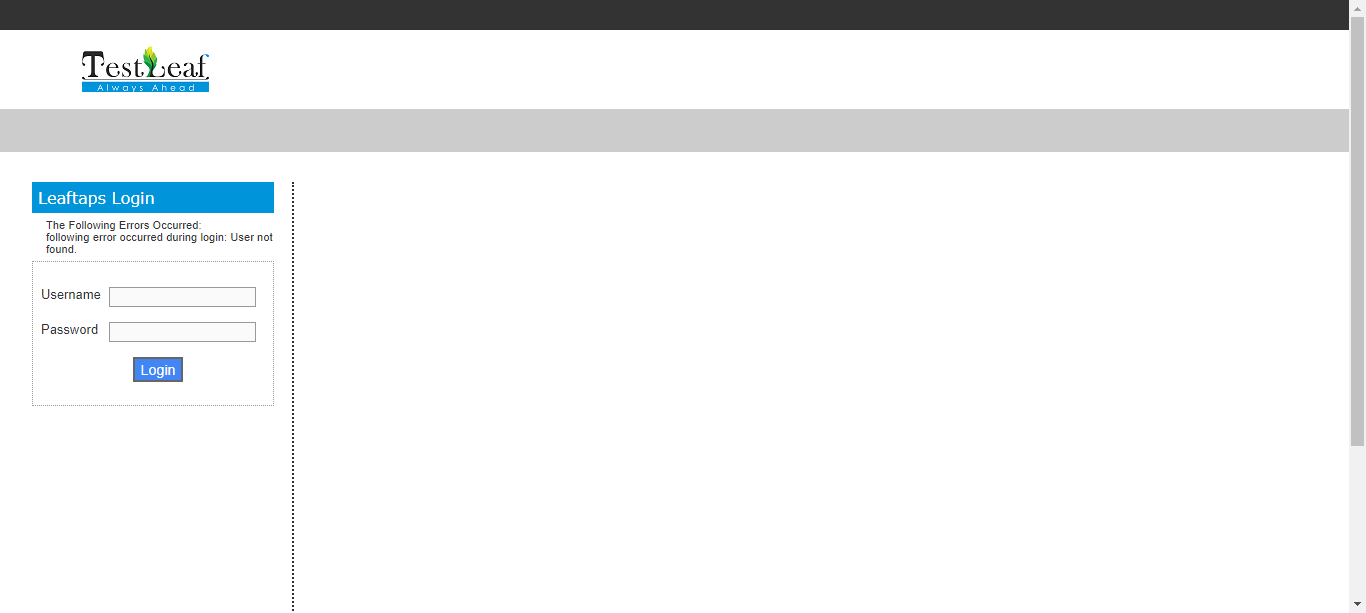 TestLeaf
Always Ahead
Leaftaps Login
The Following Errors Occurred:
following error occurred during login: User not
found.
Username
Password
Login